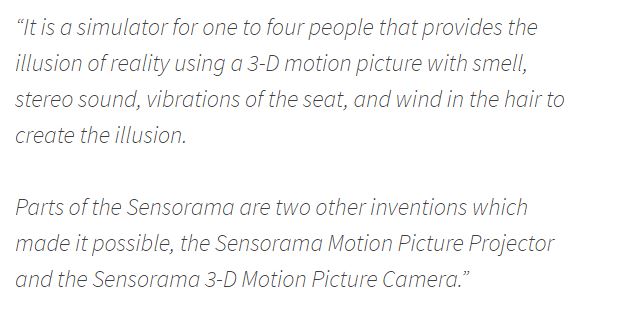 “It is a simulator for one to four people that provides the
illusion of reality using a 3-D motion picture with smell,
stereo sound, vibrations of the seat, and wind in the hair to
create the illusion.
Parts of the Sensorama are two other inventions which
made it possible, the Sensorama Motion Picture Projector
and the Sensorama 3-D Motion Picture Camera.”